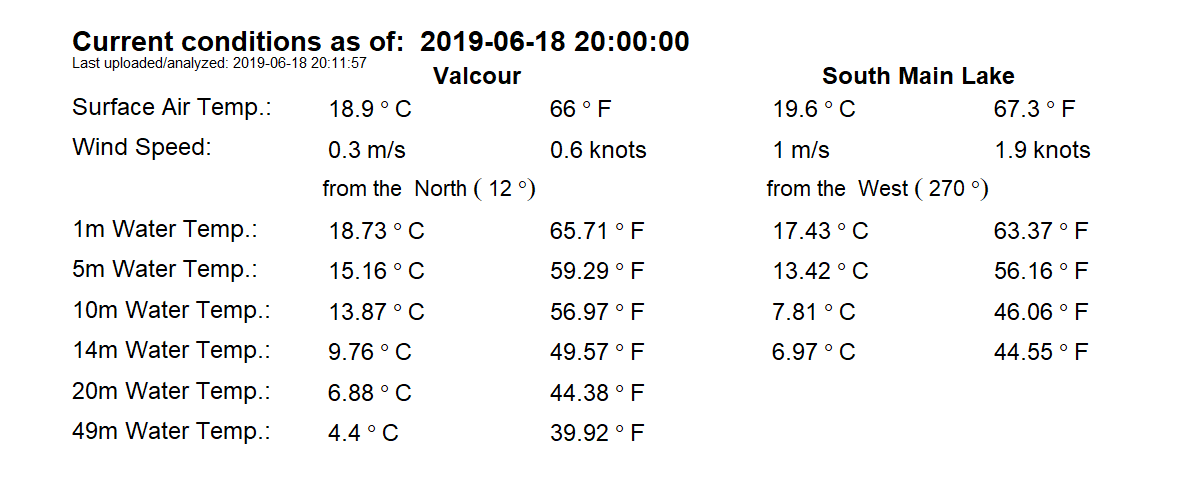 Current conditions as of:  2019-06-18 20:00:00
Last uploaded/analyzed: 2019-06-18 20:11:57
Valcour South Main Lake
Surface Air Temp.: 18.9 ° C 66 ° F 19.6 ° C 67.3 ° F
Wind Speed: 0.3 m/s 0.6 knots 1 m/s 1.9 knots
from the  North ( 12 °) from the  West ( 270 °)
1m Water Temp.: 18.73 ° C 65.71 ° F 17.43 ° C 63.37 ° F
5m Water Temp.: 15.16 ° C 59.29 ° F 13.42 ° C 56.16 ° F
10m Water Temp.: 13.87 ° C 56.97 ° F 7.81 ° C 46.06 ° F
14m Water Temp.: 9.76 ° C 49.57 ° F 6.97 ° C 44.55 ° F
20m Water Temp.: 6.88 ° C 44.38 ° F
49m Water Temp.: 4.4 ° C 39.92 ° F